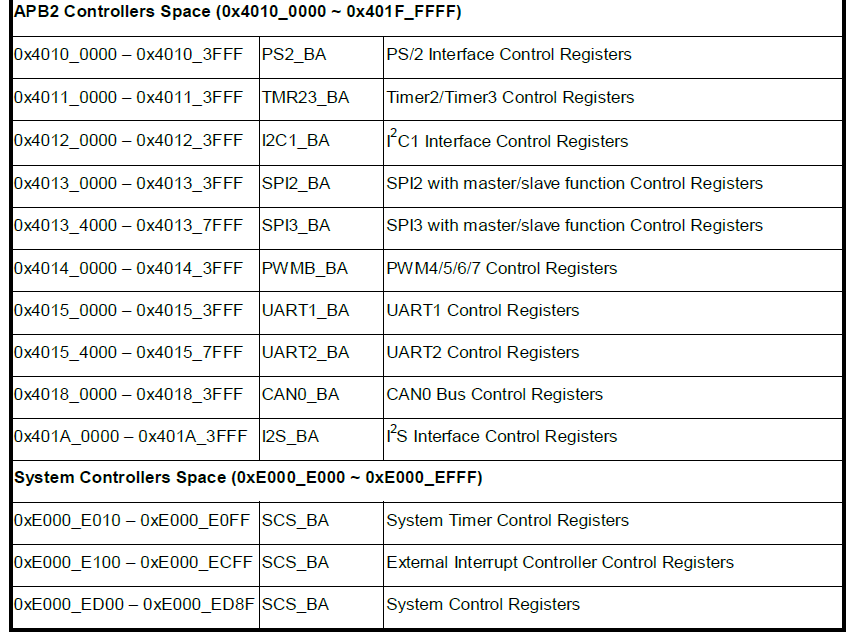 APB2 Controllers Space (0x4010_0000 ~ 0x401F_FFFF)
0x4010_0000 – 0x4010_3FFF PS2_BA PS/2 Interface Control Registers
0x4011_0000 – 0x4011_3FFF TMR23_BA Timer2/Timer3 Control Registers
0x4012_0000 – 0x4012_3FFF I2C1_BA I²C1 Interface Control Registers
0x4013_0000 – 0x4013_3FFF SPI2_BA SPI2 with master/slave function Control Registers
0x4013_4000 – 0x4013_7FFF SPI3_BA SPI3 with master/slave function Control Registers
0x4014_0000 – 0x4014_3FFF PWMB_BA PWM4/5/6/7 Control Registers
0x4015_0000 – 0x4015_3FFF UART1_BA UART1 Control Registers
0x4015_4000 – 0x4015_7FFF UART2_BA UART2 Control Registers
0x4018_0000 – 0x4018_3FFF CAN0_BA CAN0 Bus Control Registers
0x401A_0000 – 0x401A_3FFF I2S_BA I²S Interface Control Registers
System Controllers Space (0xE000_E000 ~ 0xE000_EFFF)
0xE000_E010 – 0xE000_E0FF SCS_BA System Timer Control Registers
0xE000_E100 – 0xE000_ECFF SCS_BA External Interrupt Controller Control Registers
0xE000_ED00 – 0xE000_ED8F SCS_BA System Control Registers